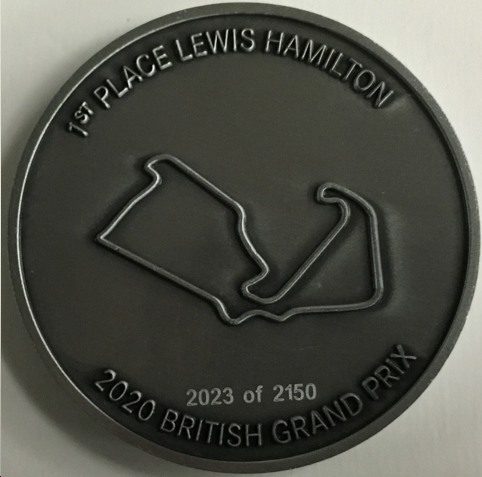 1ST PLACE LEWIS HAMILTON
2023 of 2150
2020 BRITISH GRAND PRIX